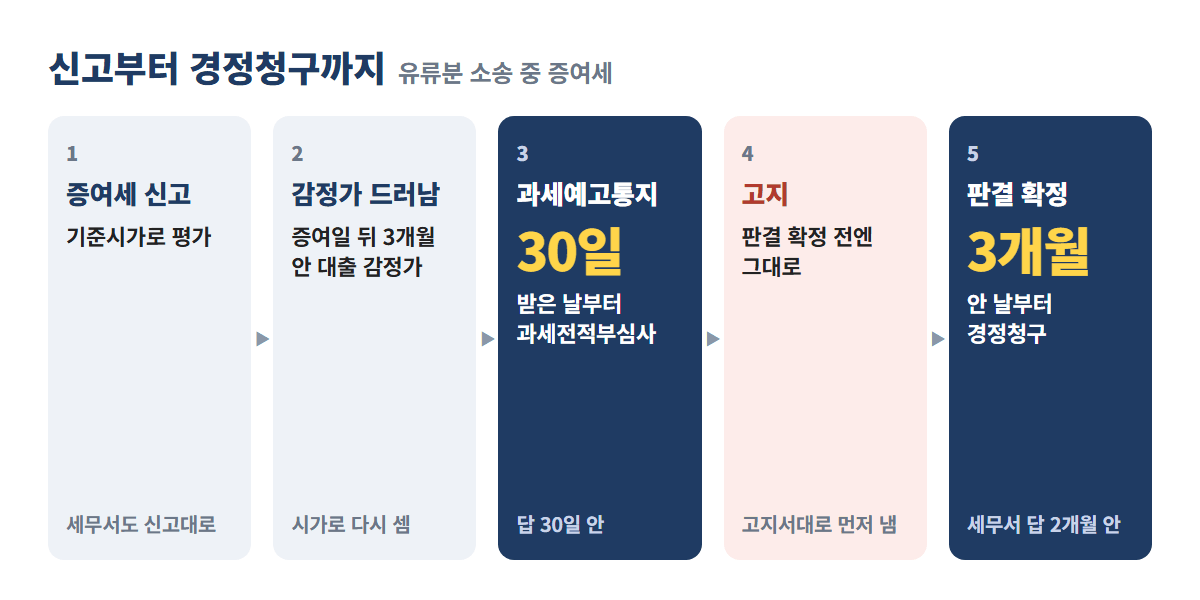 신고부터 경정청구까지 유류분 소송 중 증여세
1
증여세 신고
기준시가로 평가
세무서도 신고대로
2
감정가 드러남
증여일 뒤 3개월
안 대출 감정가
시가로 다시 셈
3
과세예고통지
30일
받은 날부터
과세전적부심사
답 30일 안
4
고지
판결 확정 전엔
그대로
고지서대로 먼저 냄
5
판결 확정
3개월
안 날부터
경정청구
세무서 답 2개월 안